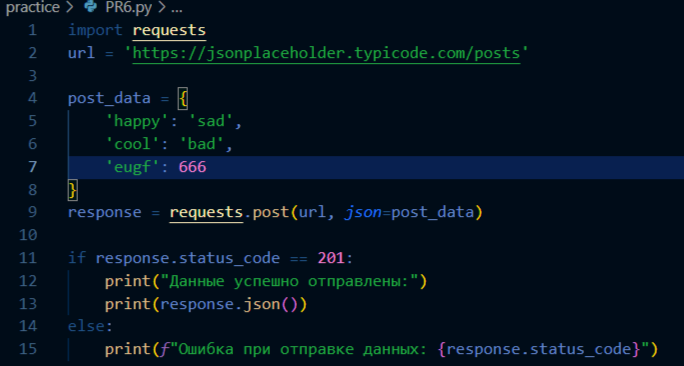 practice > PR6.py > ...
1 import requests
2 url = 'https://jsonplaceholder.typicode.com/posts'
3
4 post_data = {
5     'happy': 'sad',
6     'cool': 'bad',
7     'eugf': 666
8 }
9 response = requests.post(url, json=post_data)
10
11 if response.status_code == 201:
12     print("Данные успешно отправлены:")
13     print(response.json())
14 else:
15     print(f"Ошибка при отправке данных: {response.status_code}")